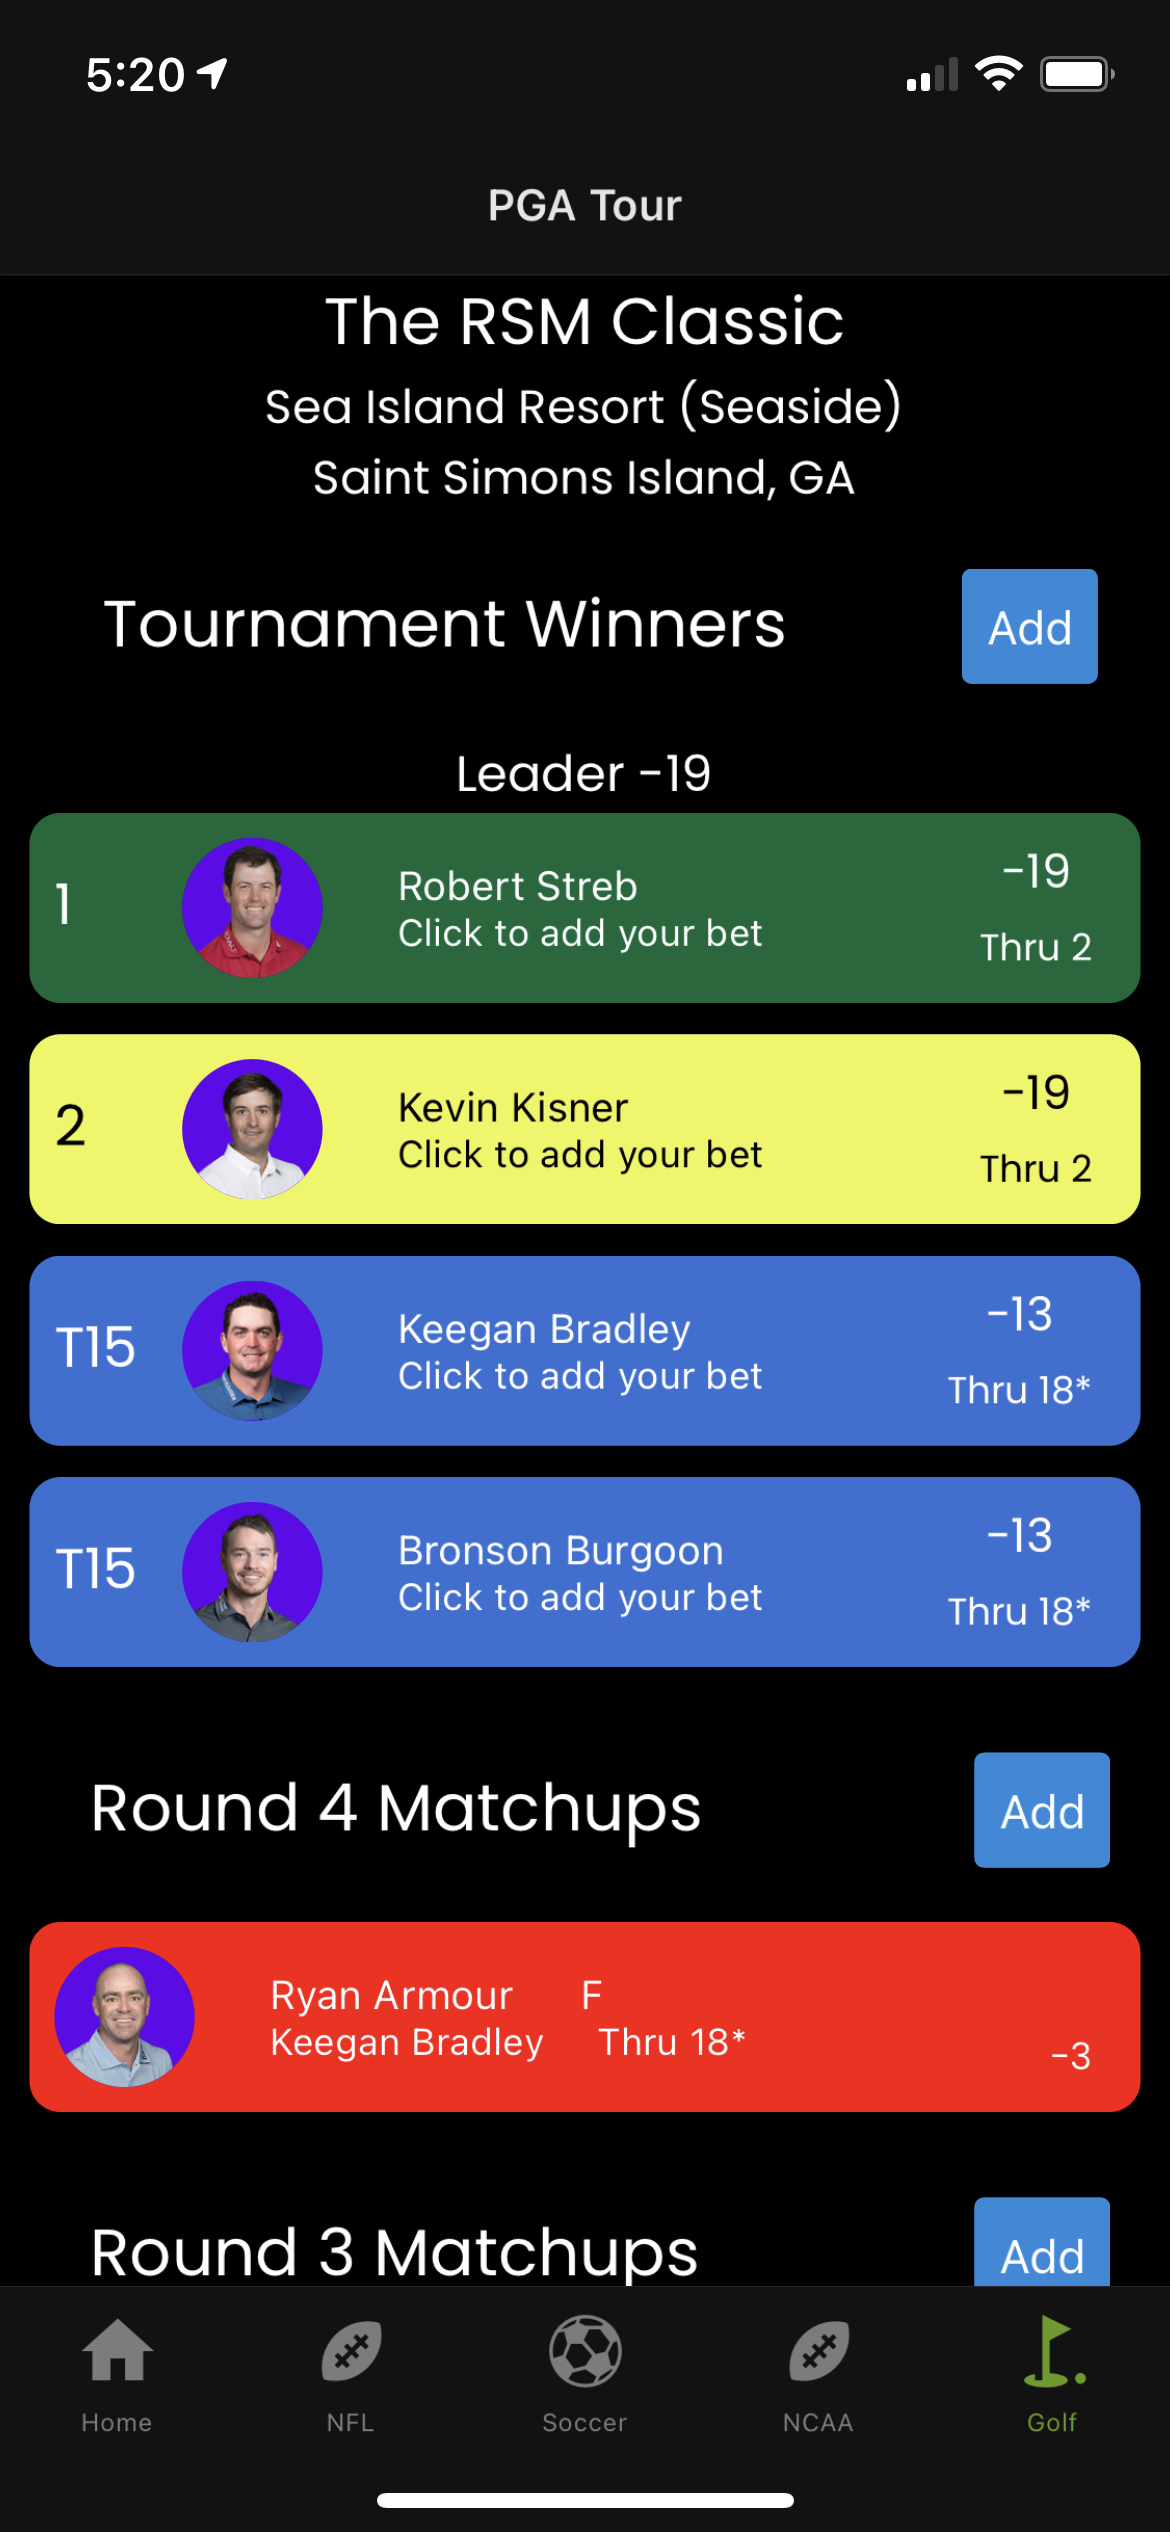 5:20
PGA Tour
The RSM Classic
Sea Island Resort (Seaside)
Saint Simons Island, GA
Tournament Winners
Add
Leader -19
1
Robert Streb
Click to add your bet
-19
Thru 2
2
Kevin Kisner
Click to add your bet
-19
Thru 2
T15
Keegan Bradley
Click to add your bet
-13
Thru 18*
T15
Bronson Burgoon
Click to add your bet
-13
Thru 18*
Round 4 Matchups
Add
Ryan Armour F
Keegan Bradley Thru 18*
-3
Round 3 Matchups
Add
Home
NFL
Soccer
NCAA
Golf